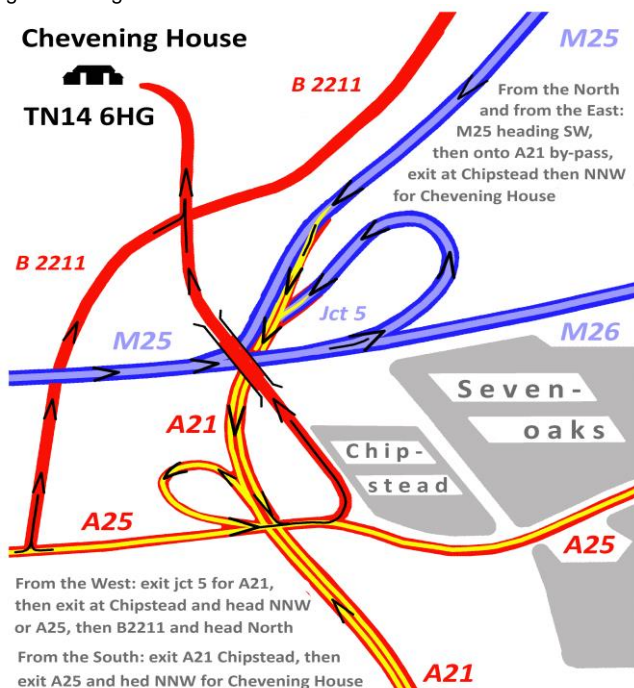 Chevening House
TN14 6HG
B 2211
M25
From the North
and from the East:
M25 heading SW,
then onto A21 by-pass,
exit at Chipstead then NNW
for Chevening House
B 2211
M25
Jct 5
M26
A21
Seven-
oaks
Chip-
stead
A25
A25
From the West: exit jct 5 for A21,
then exit at Chipstead and head NNW
or A25, then B2211 and head North
From the South: exit A21 Chipstead, then
exit A25 and hed NNW for Chevening House
A21